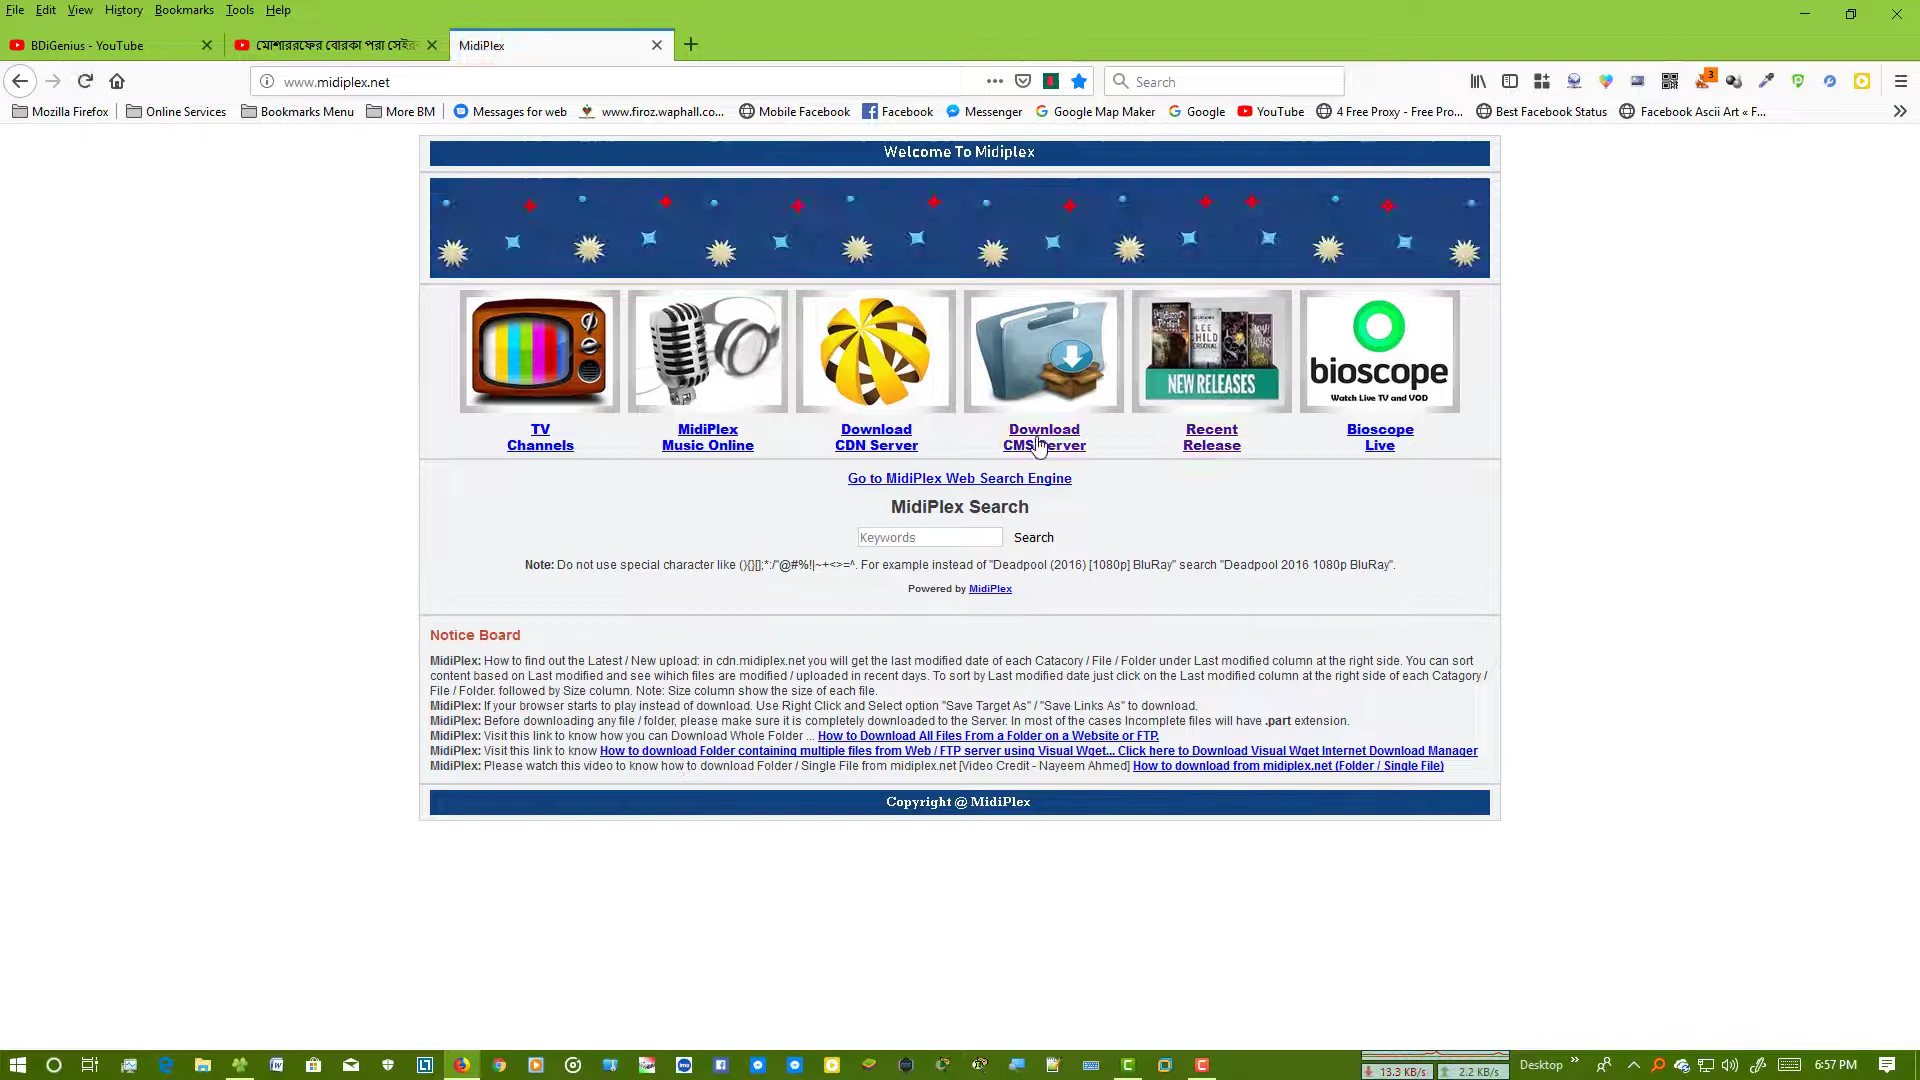 File Edit View History Bookmarks Tools Help
BDiGenius - YouTube
মোশাররফের বোরকা পরা সেইর
MidiPlex
www.midiplex.net
Search
3
Mozilla Firefox
Online Services
Bookmarks Menu
More BM
Messages for web
www.firoz.waphall.co...
Mobile Facebook
Facebook
Messenger
Google Map Maker
Google
YouTube
4 Free Proxy - Free Pro...
Best Facebook Status
Facebook Ascii Art « F...
Welcome To Midiplex
NEW RELEASES
bioscope
Watch Live TV and VOD
TV
Channels
MidiPlex
Music Online
Download
CDN Server
Download
CMS Server
Recent
Release
Bioscope
Live
Go to MidiPlex Web Search Engine
MidiPlex Search
Keywords Search
Note: Do not use special character like (){}[];*:/"@#%!|~+<>=^. For example instead of "Deadpool (2016) [1080p] BluRay" search "Deadpool 2016 1080p BluRay".
Powered by MidiPlex
Notice Board
MidiPlex: How to find out the Latest / New upload: in cdn.midiplex.net you will get the last modified date of each Catacory / File / Folder under Last modified column at the right side. You can sort
content based on Last modified and see wihich files are modified / uploaded in recent days. To sort by Last modified date just click on the Last modified column at the right side of each Catagory /
File / Folder. followed by Size column. Note: Size column show the size of each file.
MidiPlex: If your browser starts to play instead of download. Use Right Click and Select option "Save Target As" / "Save Links As" to download.
MidiPlex: Before downloading any file / folder, please make sure it is completely downloaded to the Server. In most of the cases Incomplete files will have .part extension.
MidiPlex: Visit this link to know how you can Download Whole Folder ... How to Download All Files From a Folder on a Website or FTP.
MidiPlex: Visit this link to know How to download Folder containing multiple files from Web / FTP server using Visual Wget... Click here to Download Visual Wget Internet Download Manager
MidiPlex: Please watch this video to know how to download Folder / Single File from midiplex.net [Video Credit - Nayeem Ahmed] How to download from midiplex.net (Folder / Single File)
Copyright @ MidiPlex
13.3 KB/s
2.2 KB/s
Desktop
6:57 PM